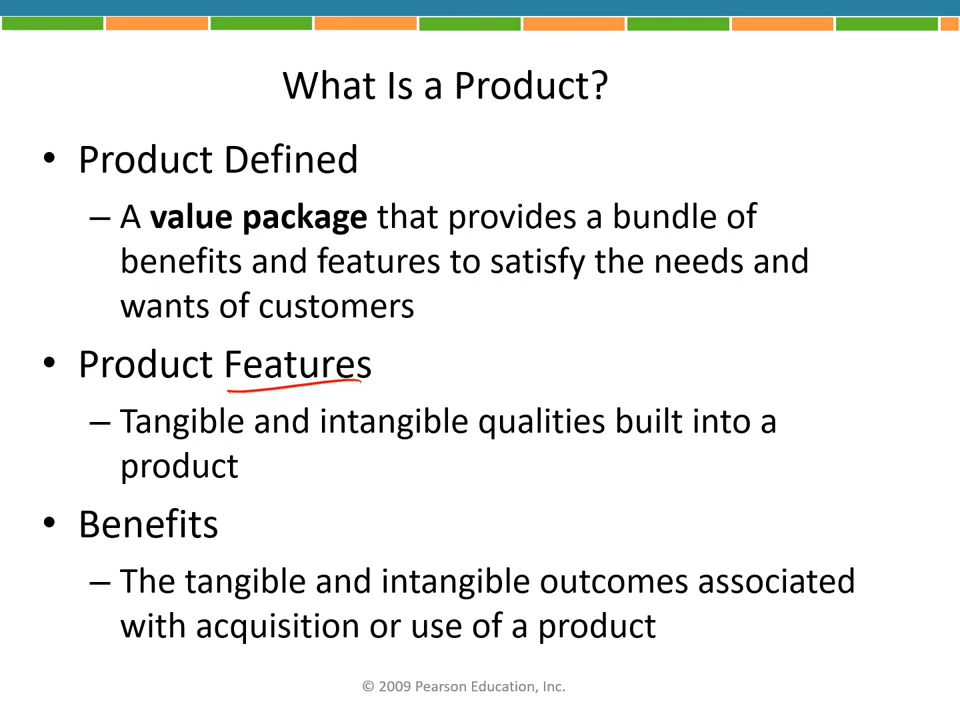 What Is a Product?
• Product Defined
– A value package that provides a bundle of
benefits and features to satisfy the needs and
wants of customers
• Product Features
– Tangible and intangible qualities built into a
product
• Benefits
– The tangible and intangible outcomes associated
with acquisition or use of a product
© 2009 Pearson Education, Inc.